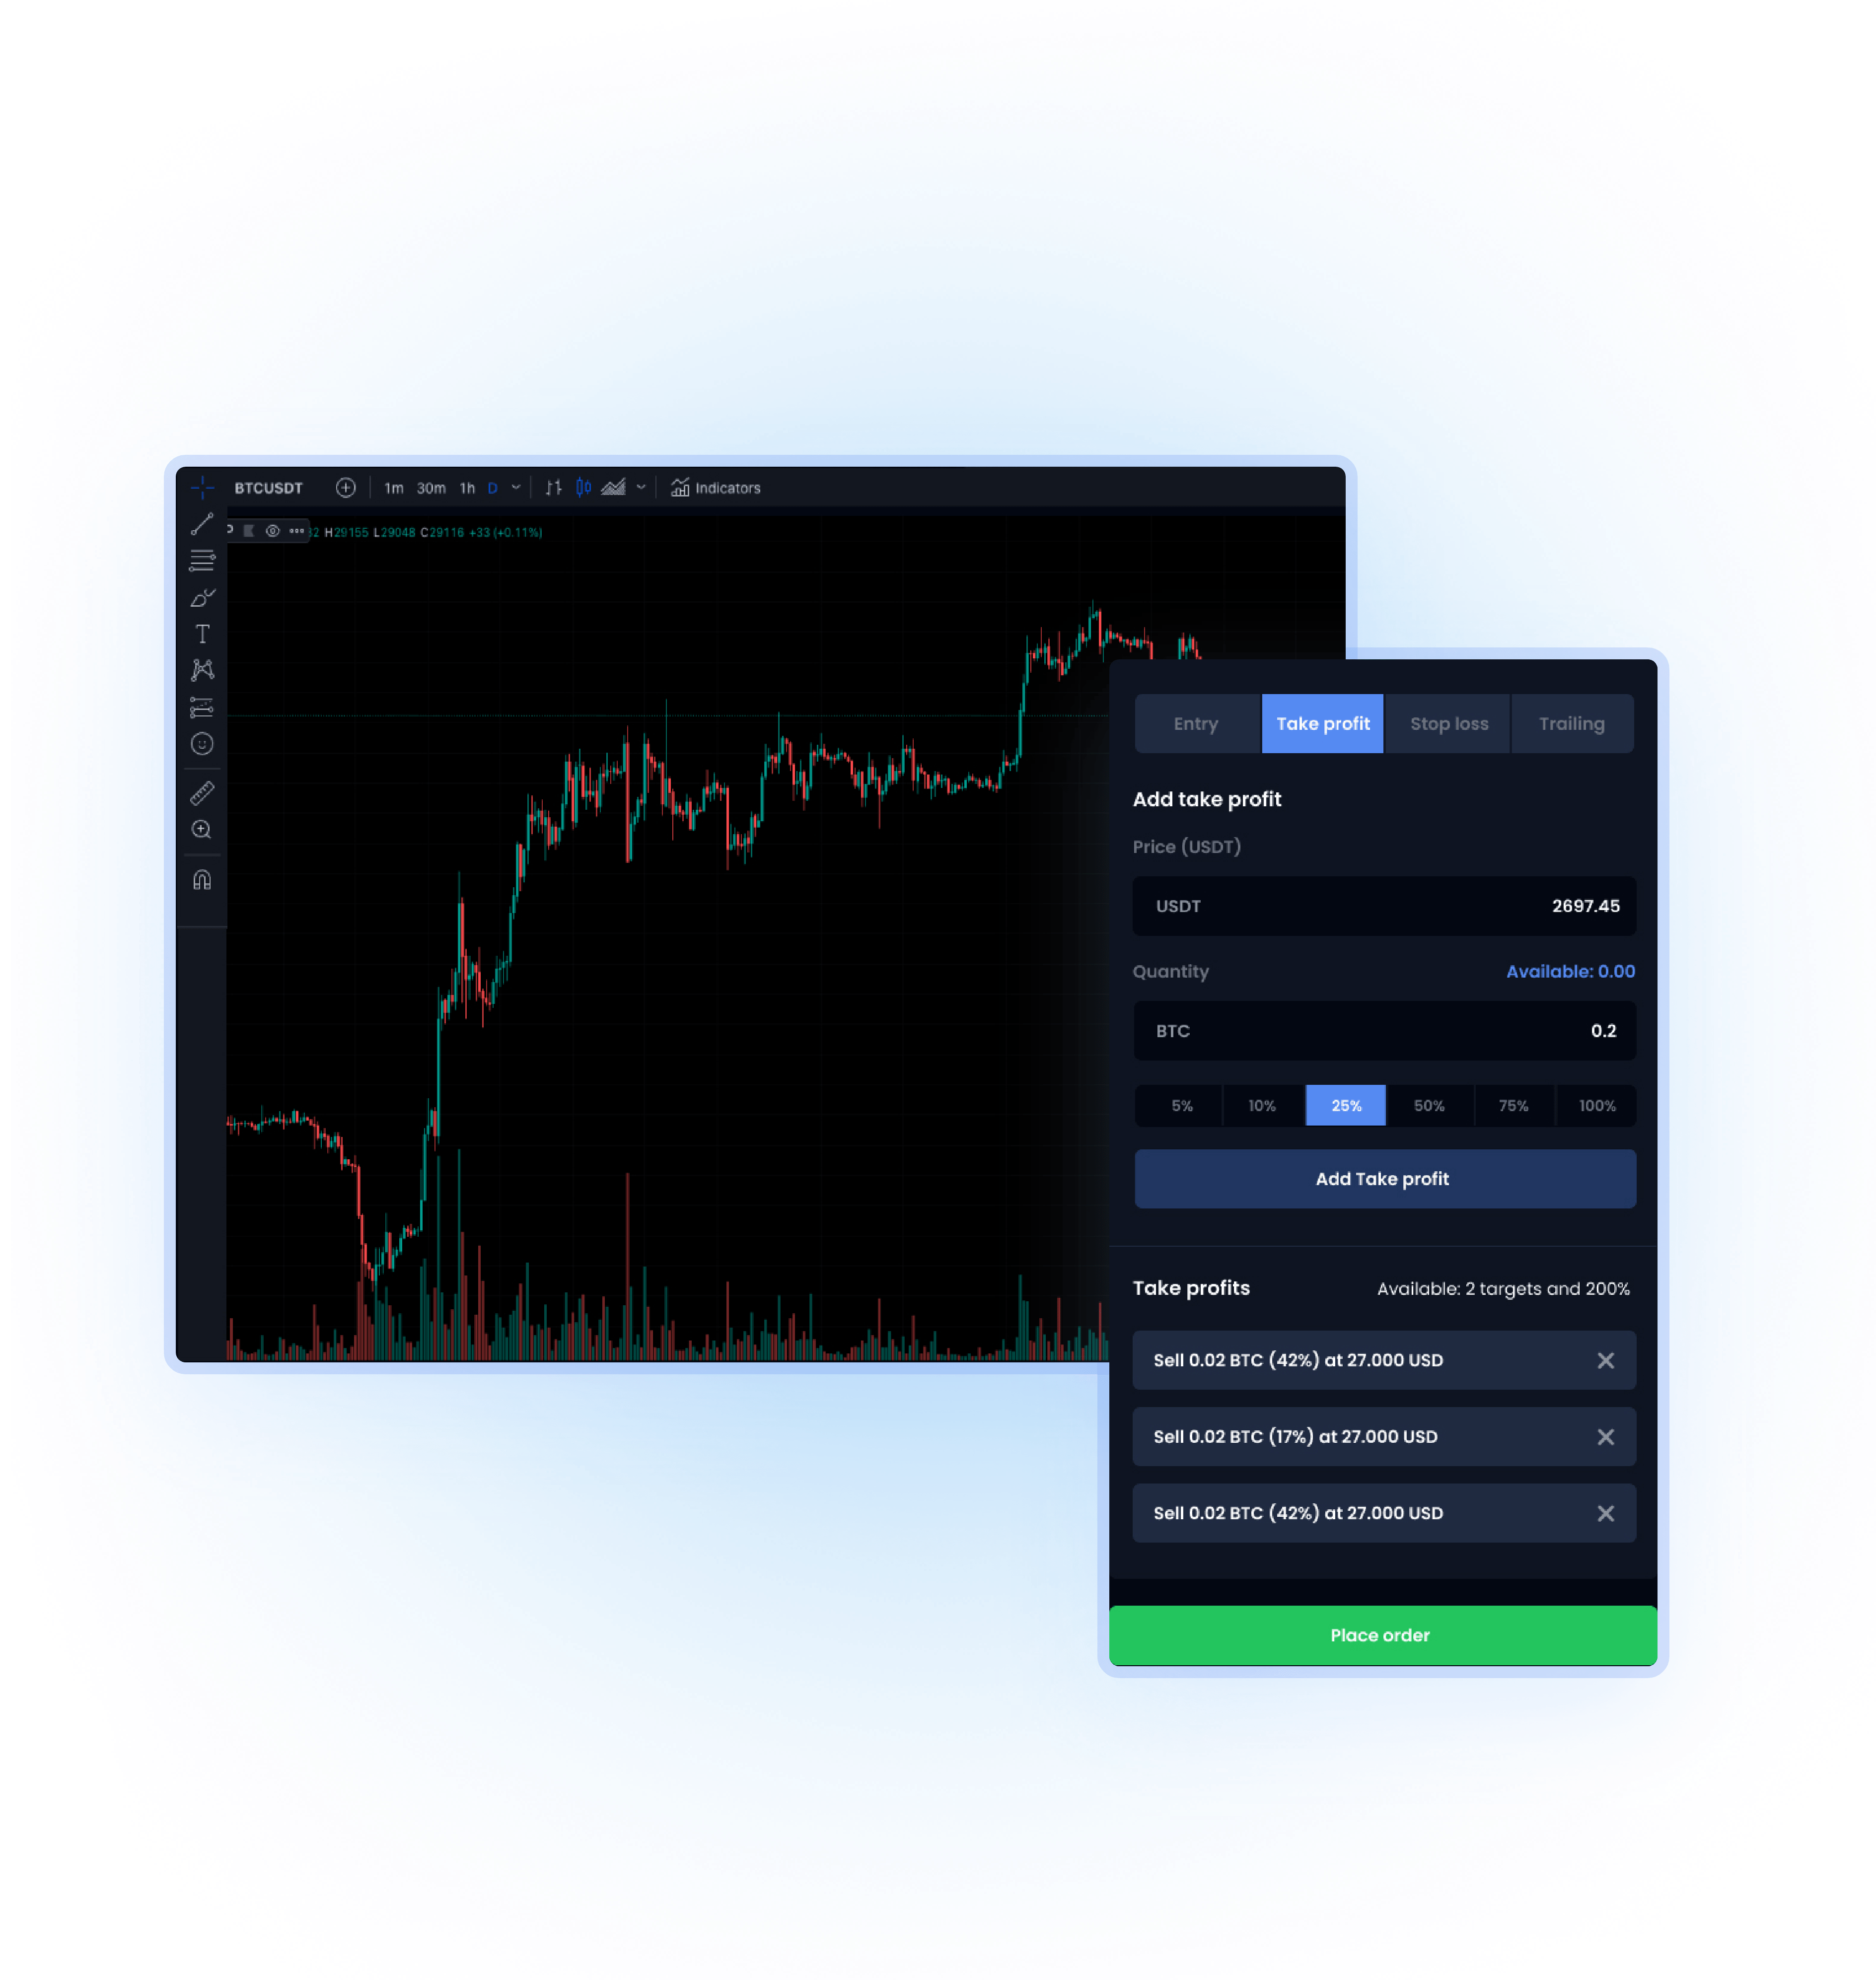 BTCUSDT 1m 30m 1h D Indicators
H29155 L29048 C29116 +33 (+0.11%)
Entry Take profit Stop loss Trailing
Add take profit
Price (USDT)
USDT 2697.45
Quantity Available: 0.00
BTC 0.2
5% 10% 25% 50% 75% 100%
Add Take profit
Take profits Available: 2 targets and 200%
Sell 0.02 BTC (42%) at 27.000 USD
Sell 0.02 BTC (17%) at 27.000 USD
Sell 0.02 BTC (42%) at 27.000 USD
Place order